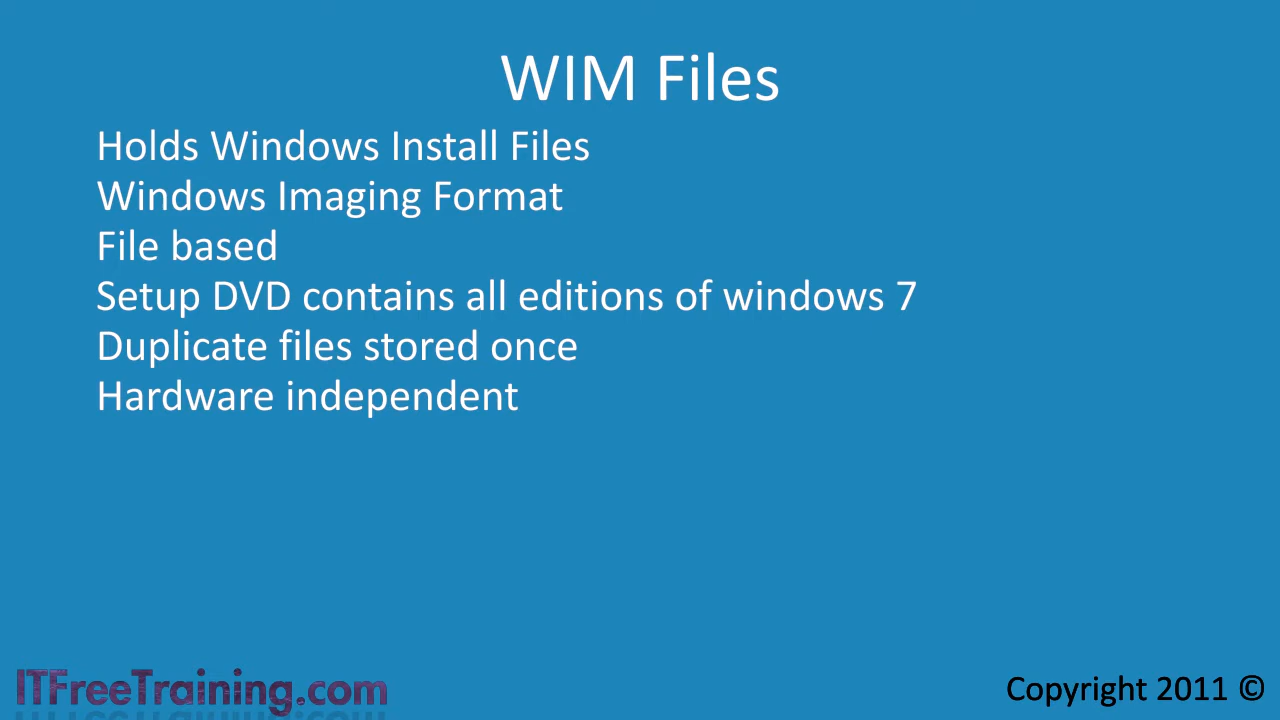 WIM Files
Holds Windows Install Files
Windows Imaging Format
File based
Setup DVD contains all editions of windows 7
Duplicate files stored once
Hardware independent
ITFreeTraining.com
Copyright 2011 ©